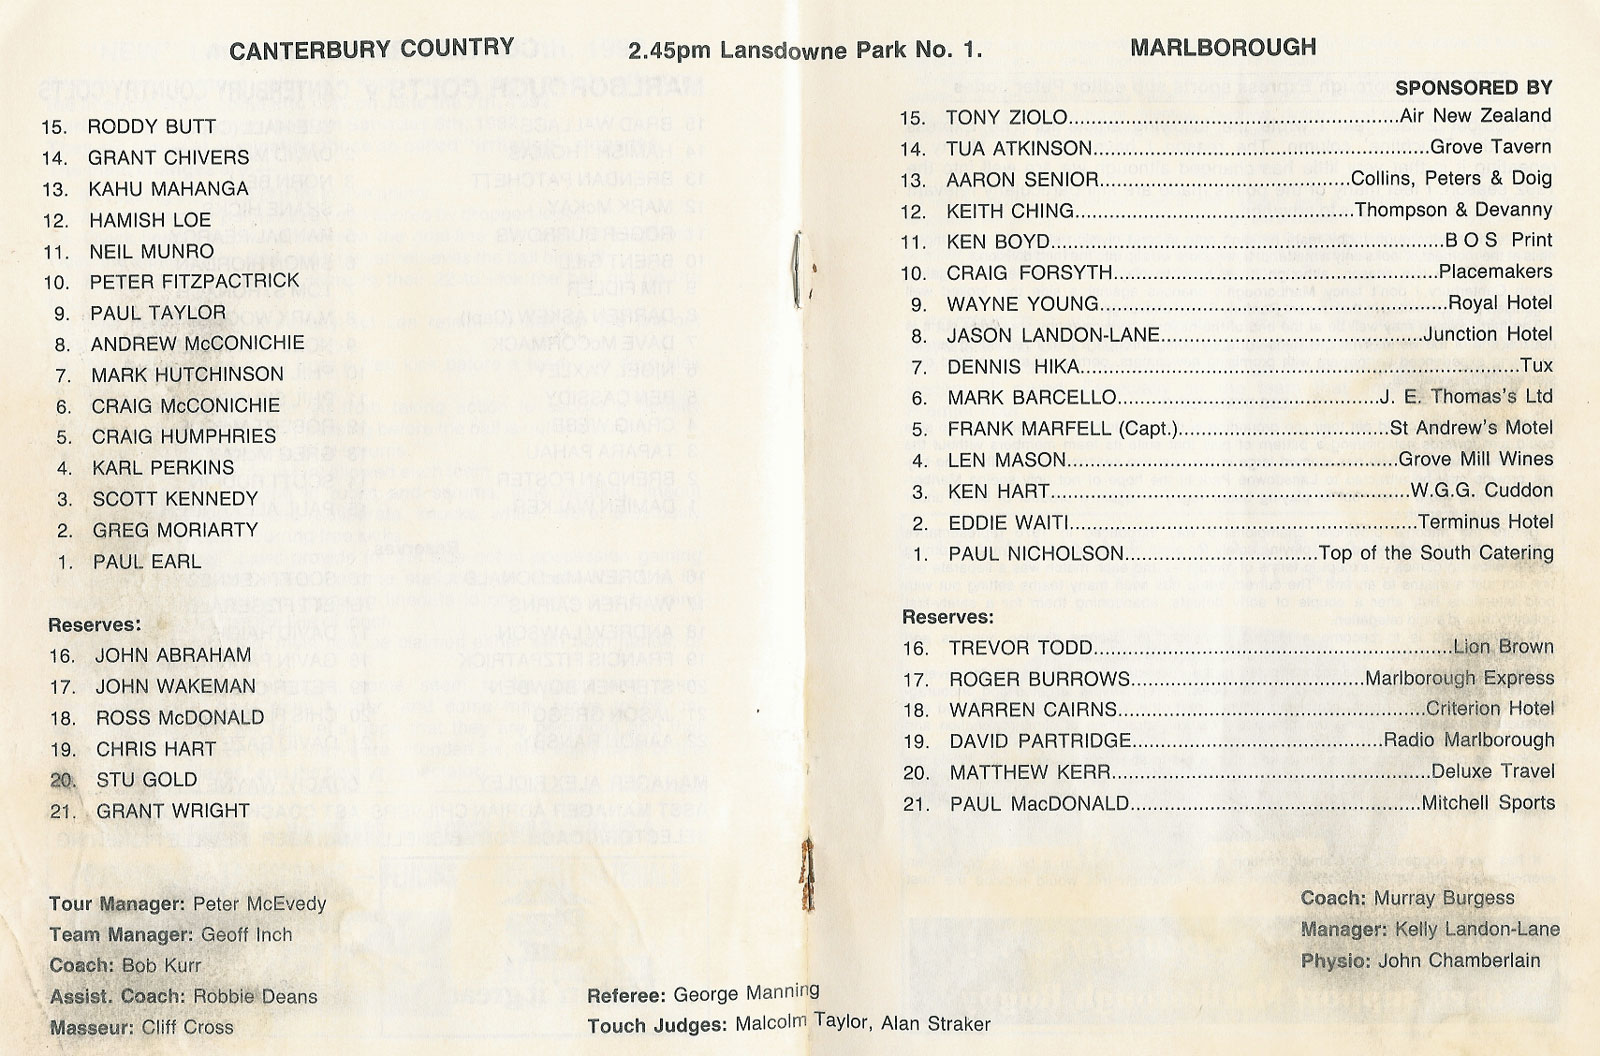 CANTERBURY COUNTRY
2.45pm Lansdowne Park No. 1.
MARLBOROUGH
15. RODDY BUTT
14. GRANT CHIVERS
13. KAHU MAHANGA
12. HAMISH LOE
11. NEIL MUNRO
10. PETER FITZPACTRICK
9. PAUL TAYLOR
8. ANDREW McCONICHIE
7. MARK HUTCHINSON
6. CRAIG McCONICHIE
5. CRAIG HUMPHRIES
4. KARL PERKINS
3. SCOTT KENNEDY
2. GREG MORIARTY
1. PAUL EARL
Reserves:
16. JOHN ABRAHAM
17. JOHN WAKEMAN
18. ROSS McDONALD
19. CHRIS HART
20. STU GOLD
21. GRANT WRIGHT
Tour Manager: Peter McEvedy
Team Manager: Geoff Inch
Coach: Bob Kurr
Assist. Coach: Robbie Deans
Masseur: Cliff Cross
SPONSORED BY
15. TONY ZIOLO...Air New Zealand
14. TUA ATKINSON...Grove Tavern
13. AARON SENIOR...Collins, Peters & Doig
12. KEITH CHING...Thompson & Devanny
11. KEN BOYD...B O S Print
10. CRAIG FORSYTH...Placemakers
9. WAYNE YOUNG...Royal Hotel
8. JASON LANDON-LANE...Junction Hotel
7. DENNIS HIKA...Tux
6. MARK BARCELLO...J. E. Thomas's Ltd
5. FRANK MARFELL (Capt.)...St Andrew's Motel
4. LEN MASON...Grove Mill Wines
3. KEN HART...W.G.G. Cuddon
2. EDDIE WAITI...Terminus Hotel
1. PAUL NICHOLSON...Top of the South Catering
Reserves:
16. TREVOR TODD...Lion Brown
17. ROGER BURROWS...Marlborough Express
18. WARREN CAIRNS...Criterion Hotel
19. DAVID PARTRIDGE...Radio Marlborough
20. MATTHEW KERR...Deluxe Travel
21. PAUL MacDONALD...Mitchell Sports
Coach: Murray Burgess
Manager: Kelly Landon-Lane
Physio: John Chamberlain
Referee: George Manning
Touch Judges: Malcolm Taylor, Alan Straker